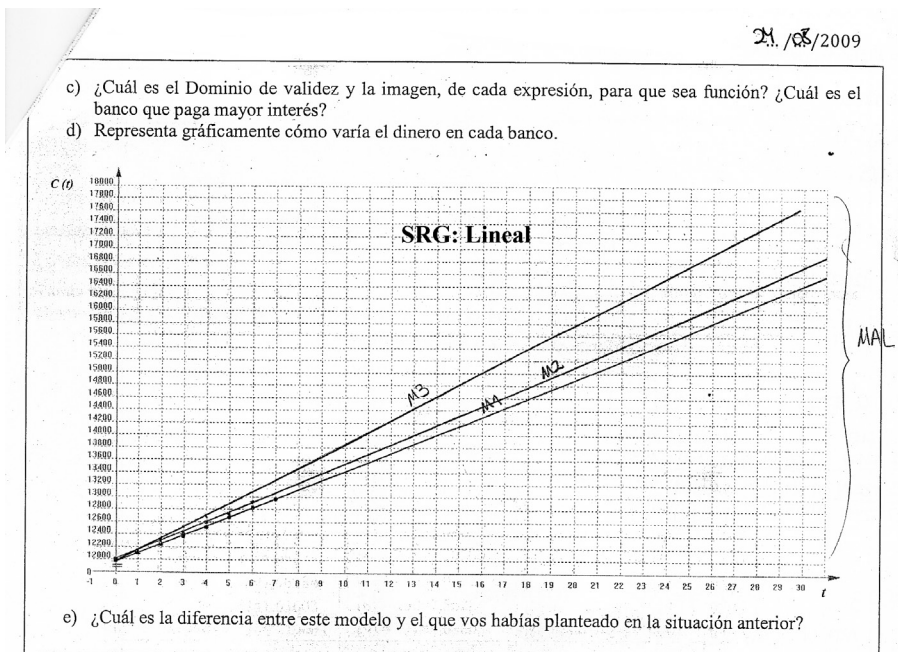 /2009
c) ¿Cuál es el Dominio de validez y la imagen, de cada expresión, para que sea función? ¿Cuál es el
banco que paga mayor interés?
d) Representa gráficamente cómo varía el dinero en cada banco.
C (t)
18000
17800
17600
17400
17200
17000
16800
16600
16400
16200
16000
15800
15600
15400
15200
15000
14800
14600
14400
14200
14000
13800
13600
13400
13200
13000
12800
12600
12400
12200
12000
0
SRG: Lineal
M3
M2
M1
MAL
-1 0 1 2 3 4 5 6 7 8 9 10 11 12 13 14 15 16 17 18 19 20 21 22 23 24 25 26 27 28 29 30
t
e) ¿Cuál es la diferencia entre este modelo y el que vos habías planteado en la situación anterior?